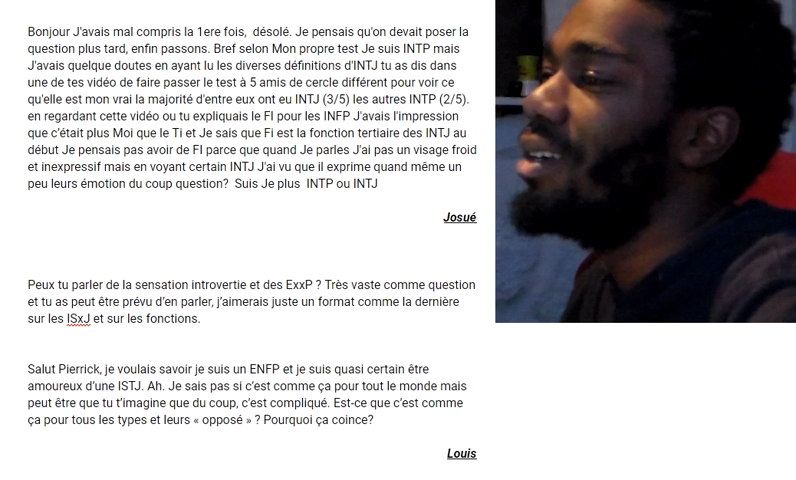 Bonjour J'avais mal compris la 1ere fois, désolé. Je pensais qu'on devait poser la
question plus tard, enfin passons. Bref selon Mon propre test Je suis INTP mais
J'avais quelque doutes en ayant lu les diverses définitions d'INTJ tu as dis dans
une de tes vidéo de faire passer le test à 5 amis de cercle différent pour voir ce
qu'elle est mon vrai la majorité d'entre eux ont eu INTJ (3/5) les autres INTP (2/5).
en regardant cette vidéo ou tu expliquais le FI pour les INFP J'avais l'impression
que c'était plus Moi que le Ti et Je sais que Fi est la fonction tertiaire des INTJ au
début Je pensais pas avoir de FI parce que quand Je parles J'ai pas un visage froid
et inexpressif mais en voyant certain INTJ J'ai vu que il exprime quand même un
peu leurs émotion du coup question? Suis Je plus INTP ou INTJ
Josué
Peux tu parler de la sensation introvertie et des ExxP ? Très vaste comme question
et tu as peut être prévu d'en parler, j'aimerais juste un format comme la dernière
sur les ISxJ et sur les fonctions.
Salut Pierrick, je voulais savoir je suis un ENFP et je suis quasi certain être
amoureux d'une ISTJ. Ah. Je sais pas si c'est comme ça pour tout le monde mais
peut être que tu t'imagine que du coup, c'est compliqué. Est-ce que c'est comme
ça pour tous les types et leurs « opposé » ? Pourquoi ça coince?
Louis